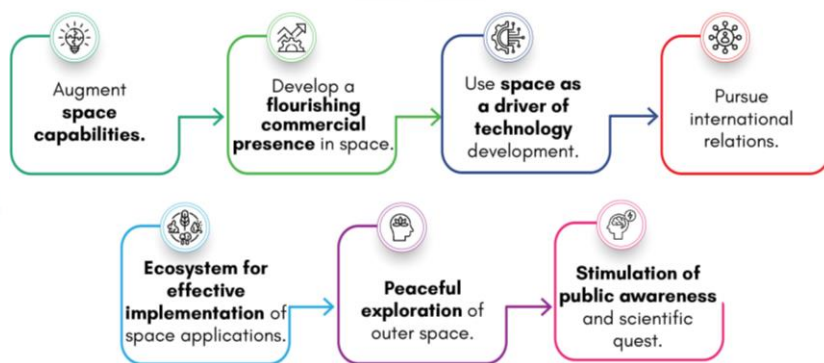 Augment
space
capabilities.
Develop a
flourishing
commercial
presence in space.
Use space as
a driver of
technology
development.
Pursue
international
relations.
Ecosystem for
effective
implementation of
space applications.
Peaceful
exploration of
outer space.
Stimulation of
public awareness
and scientific
quest.